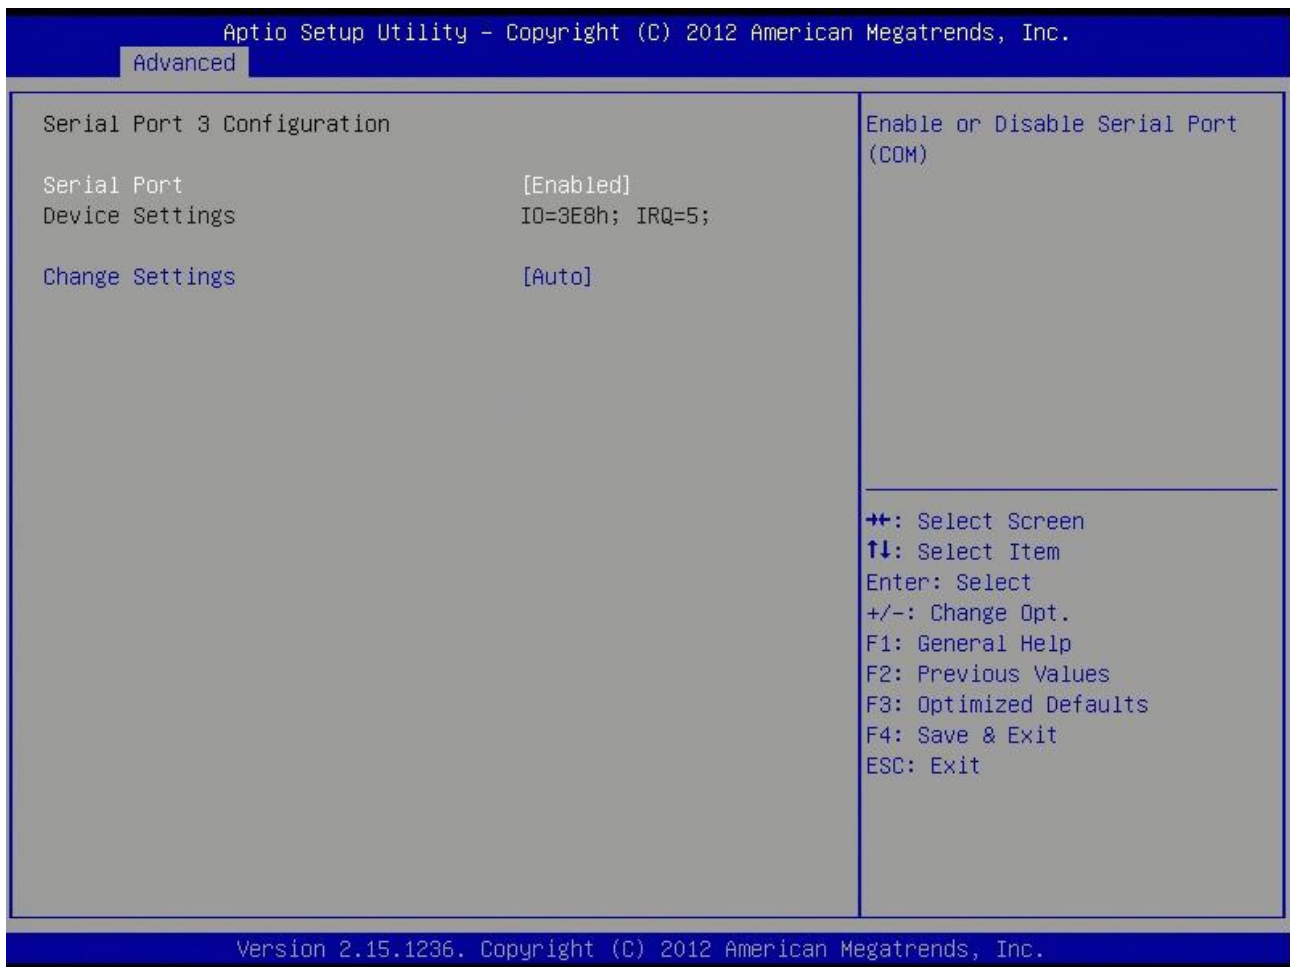 Aptio Setup Utility – Copyright (C) 2012 American Megatrends, Inc.
Advanced
Serial Port 3 Configuration
Serial Port [Enabled]
Device Settings IO=3E8h; IRQ=5;
Change Settings [Auto]
Enable or Disable Serial Port
(COM)
→←: Select Screen
↑↓: Select Item
Enter: Select
+/-: Change Opt.
F1: General Help
F2: Previous Values
F3: Optimized Defaults
F4: Save & Exit
ESC: Exit
Version 2.15.1236. Copyright (C) 2012 American Megatrends, Inc.